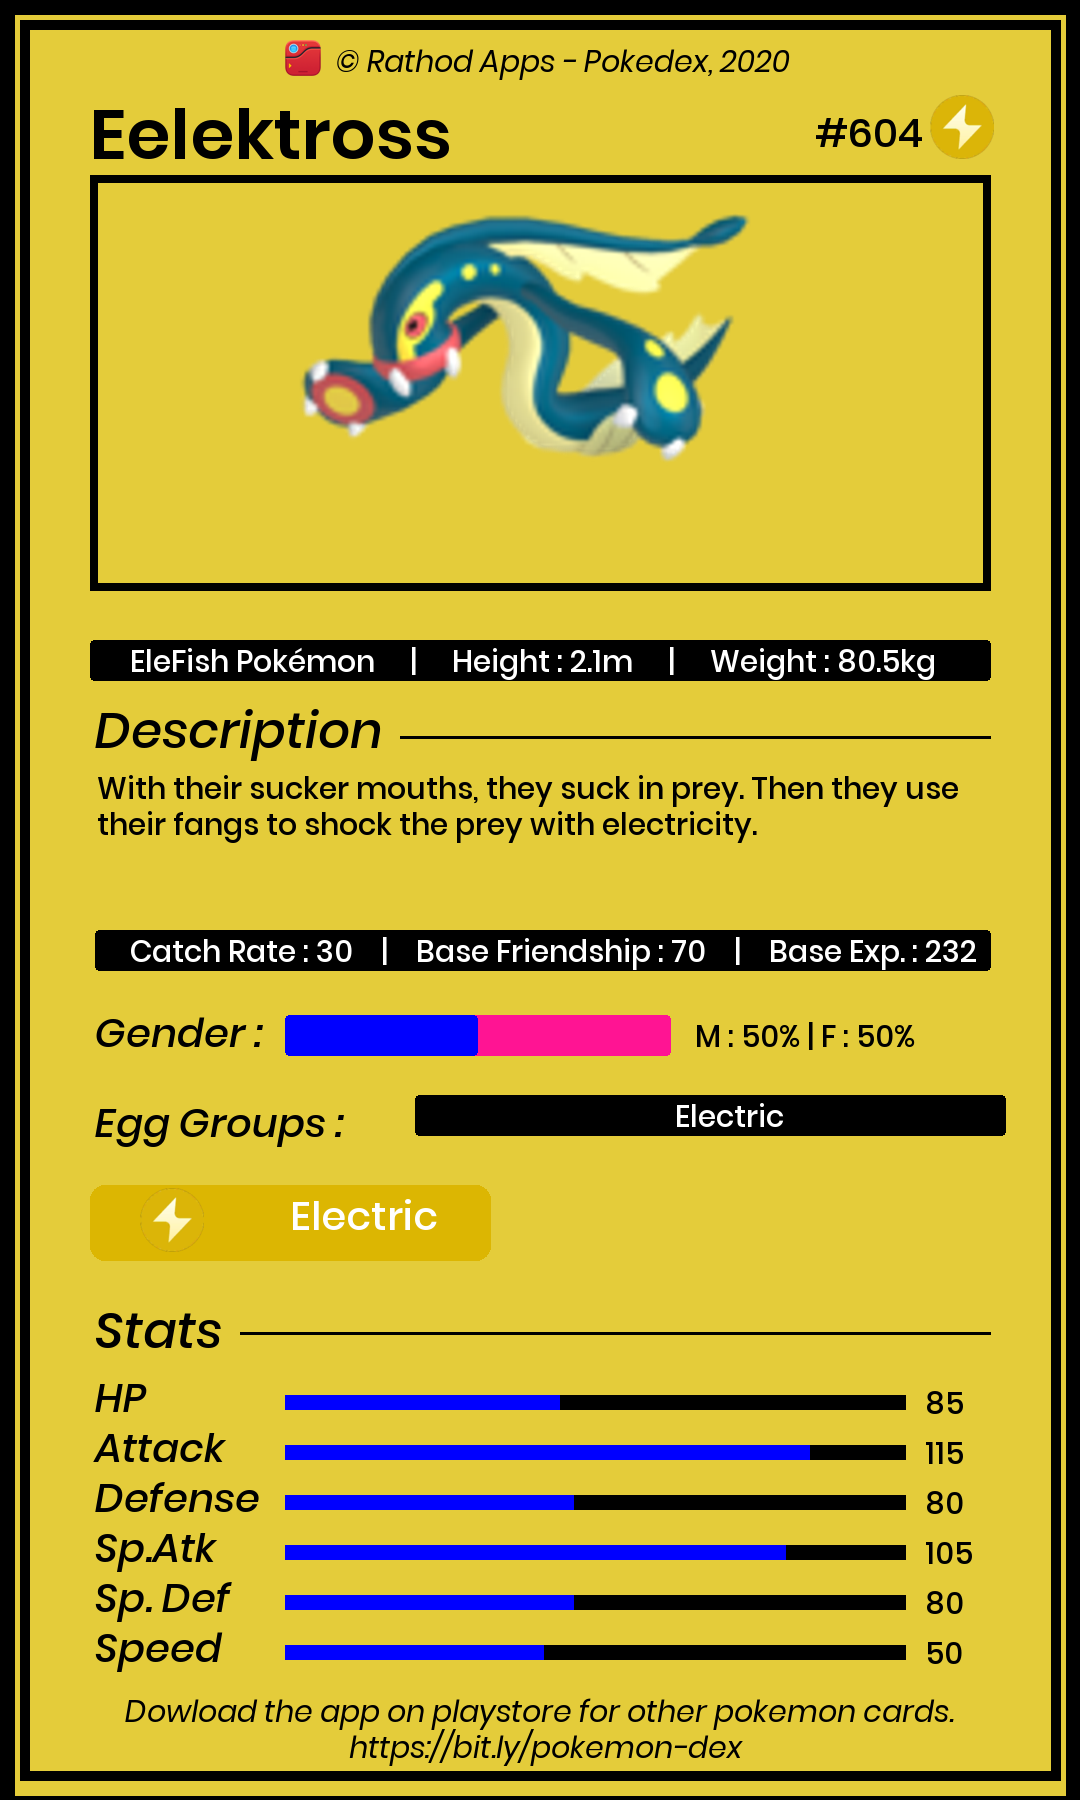 © Rathod Apps - Pokedex, 2020
Eelektross #604
EleFish Pokémon | Height : 2.1m | Weight : 80.5kg
Description
With their sucker mouths, they suck in prey. Then they use
their fangs to shock the prey with electricity.
Catch Rate : 30 | Base Friendship : 70 | Base Exp. : 232
Gender : M : 50% | F : 50%
Egg Groups : Electric
Electric
Stats
HP 85
Attack 115
Defense 80
Sp.Atk 105
Sp. Def 80
Speed 50
Dowload the app on playstore for other pokemon cards.
https://bit.ly/pokemon-dex